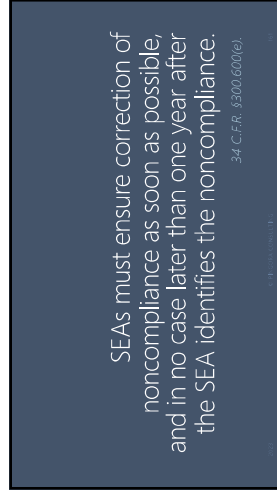 SEAs must ensure correction of
noncompliance as soon as possible,
and in no case later than one year after
the SEA identifies the noncompliance.
34 C.F.R. §300.600(e).